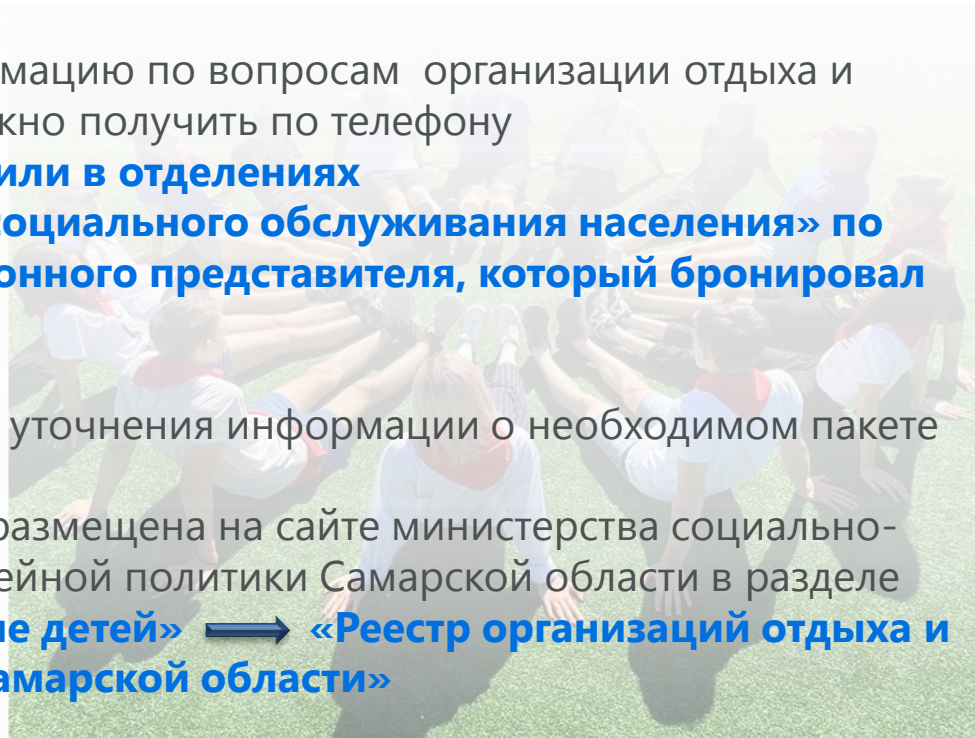 мацию по вопросам организации отдыха и
жно получить по телефону
или в отделениях
социального обслуживания населения» по
онного представителя, который бронировал
уточнения информации о необходимом пакете
размещена на сайте министерства социально-
ейной политики Самарской области в разделе
ие детей» «Реестр организаций отдыха и
амарской области»